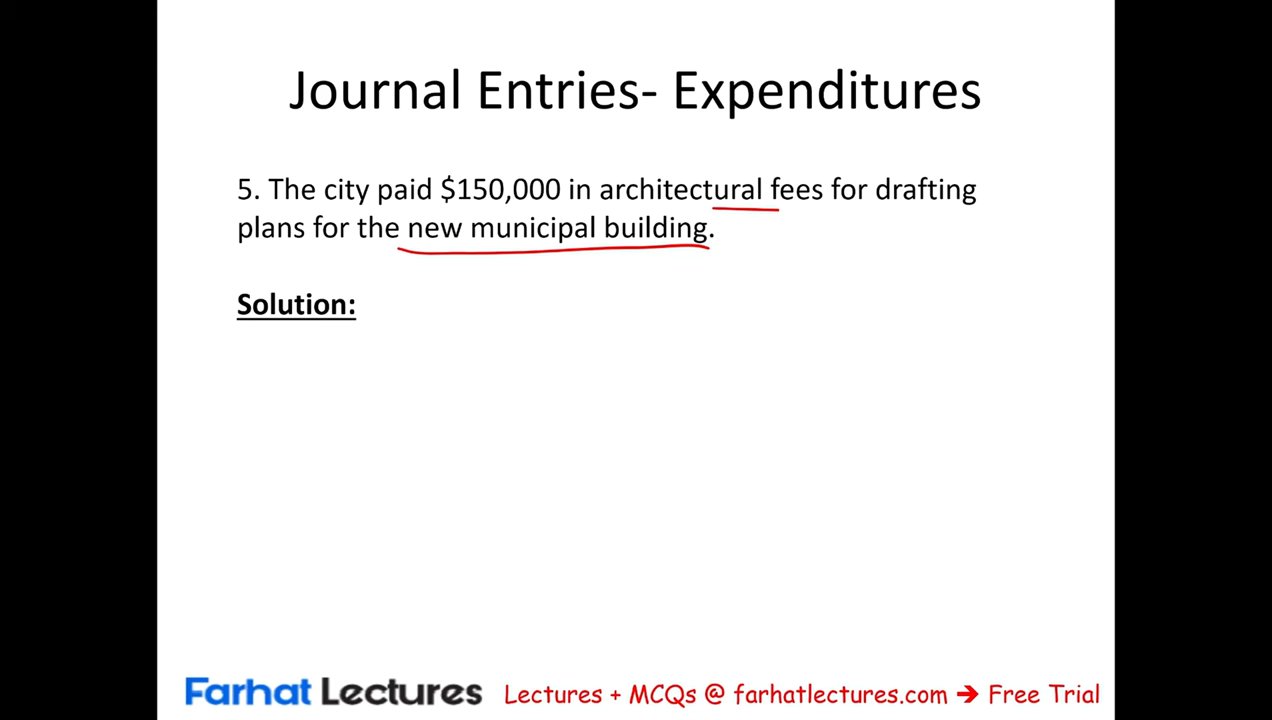 Journal Entries- Expenditures
5. The city paid $150,000 in architectural fees for drafting
plans for the new municipal building.
Solution:
Farhat Lectures Lectures + MCQs @ farhatlectures.com → Free Trial